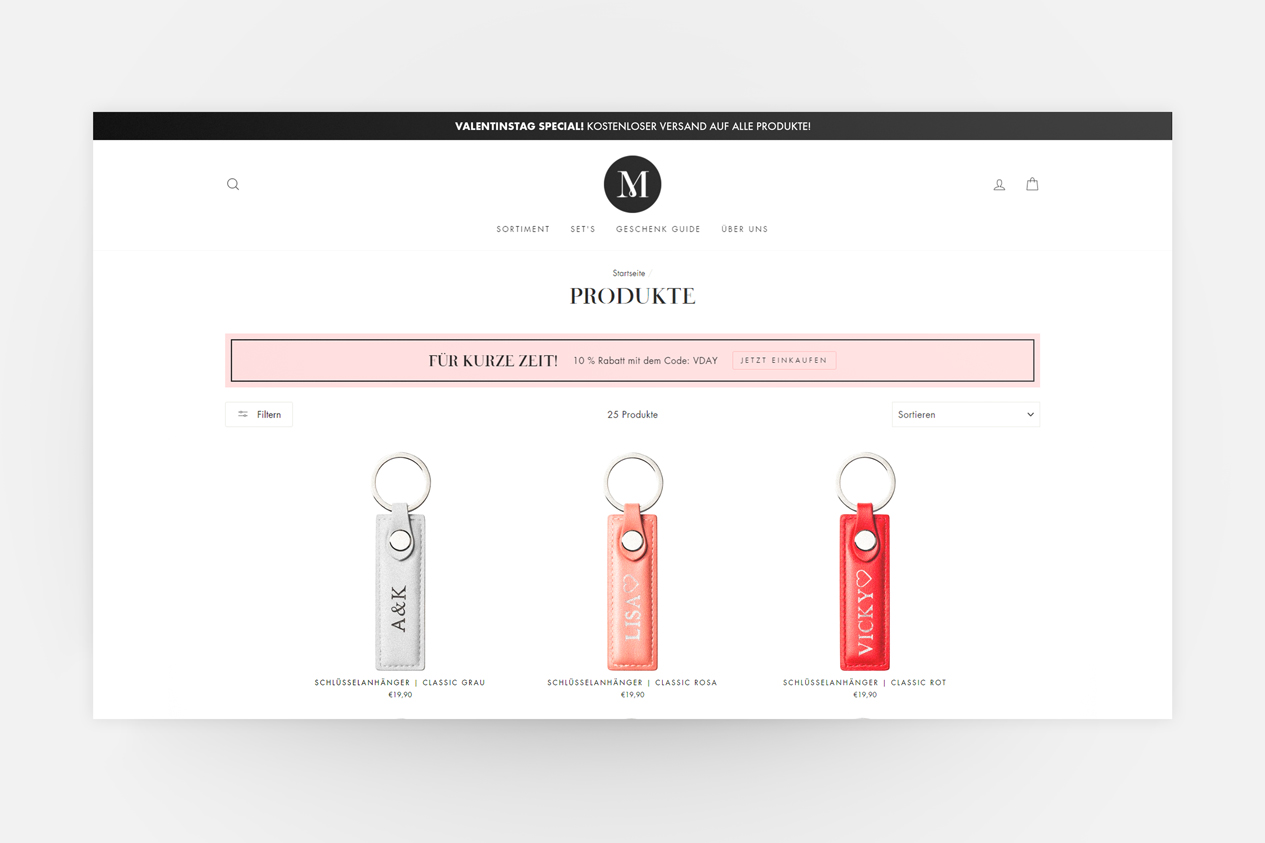 VALENTINSTAG SPECIAL! KOSTENLOSER VERSAND AUF ALLE PRODUKTE!
M
SORTIMENT SET'S GESCHENK GUIDE ÜBER UNS
Startseite /
PRODUKTE
FÜR KURZE ZEIT! 10 % Rabatt mit dem Code: VDAY JETZT EINKAUFEN
Filtern 25 Produkte Sortieren
A&K
LISA♡
VICKY♡
SCHLÜSSELANHÄNGER | CLASSIC GRAU
€19,90
SCHLÜSSELANHÄNGER | CLASSIC ROSA
€19,90
SCHLÜSSELANHÄNGER | CLASSIC ROT
€19,90